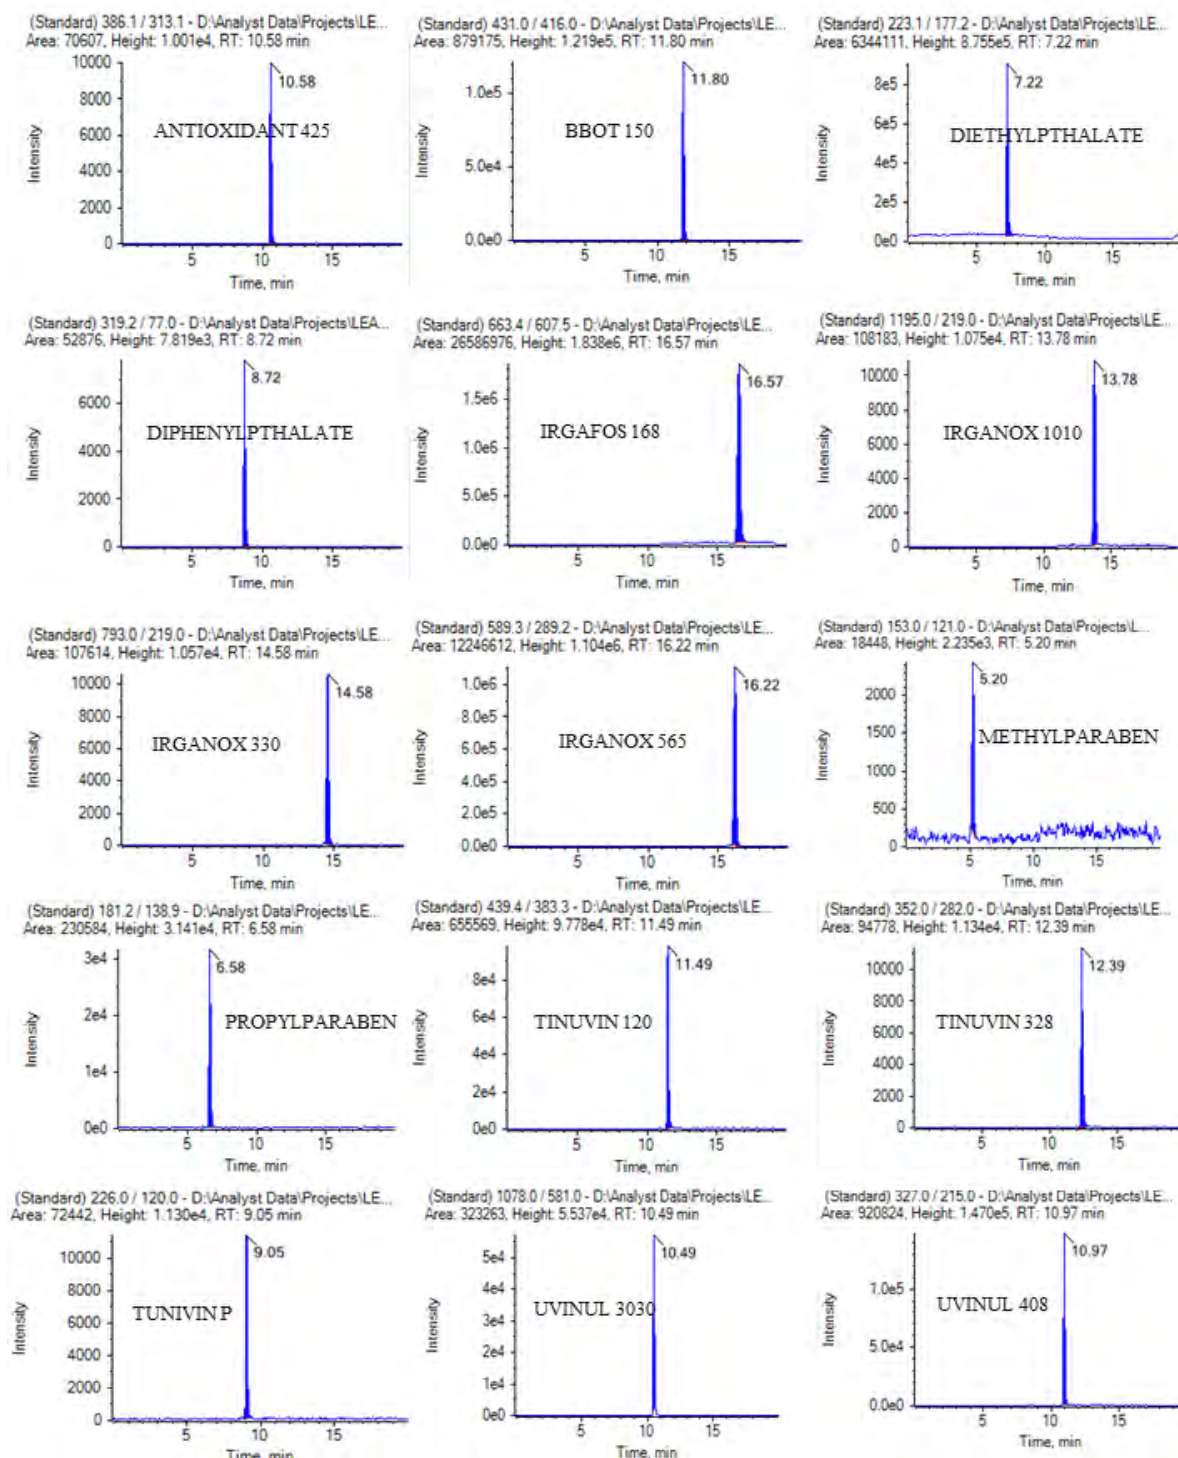 (Standard) 386.1 / 313.1 - D:\Analyst Data\Projects\LE...
Area: 70607, Height: 1.001e4, RT: 10.58 min
10000
8000
6000
4000
2000
0
Intensity
10.58
ANTIOXIDANT 425
5 10 15
Time, min
(Standard) 431.0 / 416.0 - D:\Analyst Data\Projects\LE...
Area: 879175, Height: 1.219e5, RT: 11.80 min
1.0e5
5.0e4
0.0e0
Intensity
11.80
BBOT 150
5 10 15
Time, min
(Standard) 223.1 / 177.2 - D:\Analyst Data\Projects\LE
Area: 6344111, Height: 8.755e5, RT: 7.22 min
8e5
6e5
4e5
2e5
0e0
Intensity
7.22
DIETHYLPTHALATE
5 10 15
Time, min
(Standard) 319.2 / 77.0 - D:\Analyst Data\Projects\LEA...
Area: 52876, Height: 7.819e3, RT: 8.72 min
6000
4000
2000
0
Intensity
8.72
DIPHENYLPTHALATE
5 10 15
Time, min
(Standard) 663.4 / 607.5 - D:\Analyst Data\Projects\LE...
Area: 26586976, Height: 1.838e6, RT: 16.57 min
1.5e6
1.0e6
5.0e5
0.0e0
Intensity
16.57
IRGAFOS 168
5 10 15
Time, min
(Standard) 1195.0 / 219.0 - D:\Analyst Data\Projects\LE...
Area: 108183, Height: 1.075e4, RT: 13.78 min
10000
8000
6000
4000
2000
0
Intensity
13.78
IRGANOX 1010
5 10 15
Time, min
(Standard) 793.0 / 219.0 - D:\Analyst Data\Projects\LE...
Area: 107614, Height: 1.057e4, RT: 14.58 min
10000
8000
6000
4000
2000
0
Intensity
14.58
IRGANOX 330
5 10 15
Time, min
(Standard) 589.3 / 289.2 - D:\Analyst Data\Projects\LE...
Area: 12246612, Height: 1.104e6, RT: 16.22 min
1.0e6
8.0e5
6.0e5
4.0e5
2.0e5
0.0e0
Intensity
16.22
IRGANOX 565
5 10 15
Time, min
(Standard) 153.0 / 121.0 - D:\Analyst Data\Projects\L...
Area: 18448, Height: 2.235e3, RT: 5.20 min
2000
1500
1000
500
0
Intensity
5.20
METHYLPARABEN
5 10 15
Time, min
(Standard) 181.2 / 138.9 - D:\Analyst Data\Projects\LE...
Area: 230584, Height: 3.141e4, RT: 6.58 min
3e4
2e4
1e4
0e0
Intensity
6.58
PROPYLPARABEN
5 10 15
Time, min
(Standard) 439.4 / 383.3 - D:\Analyst Data\Projects\LE...
Area: 655569, Height: 9.778e4, RT: 11.49 min
8e4
6e4
4e4
2e4
0e0
Intensity
11.49
TINUVIN 120
5 10 15
Time, min
(Standard) 352.0 / 282.0 - D:\Analyst Data\Projects\LE...
Area: 94778, Height: 1.134e4, RT: 12.39 min
10000
8000
6000
4000
2000
0
Intensity
12.39
TINUVIN 328
5 10 15
Time, min
(Standard) 226.0 / 120.0 - D:\Analyst Data\Projects\LE...
Area: 72442, Height: 1.130e4, RT: 9.05 min
10000
8000
6000
4000
2000
0
Intensity
9.05
TUNIVIN P
5 10 15
Time, min
(Standard) 1078.0 / 581.0 - D:\Analyst Data\Projects\LE...
Area: 323263, Height: 5.537e4, RT: 10.49 min
5e4
4e4
3e4
2e4
1e4
0e0
Intensity
10.49
UVINUL 3030
5 10 15
Time, min
(Standard) 327.0 / 215.0 - D:\Analyst Data\Projects\LE...
Area: 920824, Height: 1.470e5, RT: 10.97 min
1.0e5
5.0e4
0.0e0
Intensity
10.97
UVINUL 408
5 10 15
Time, min